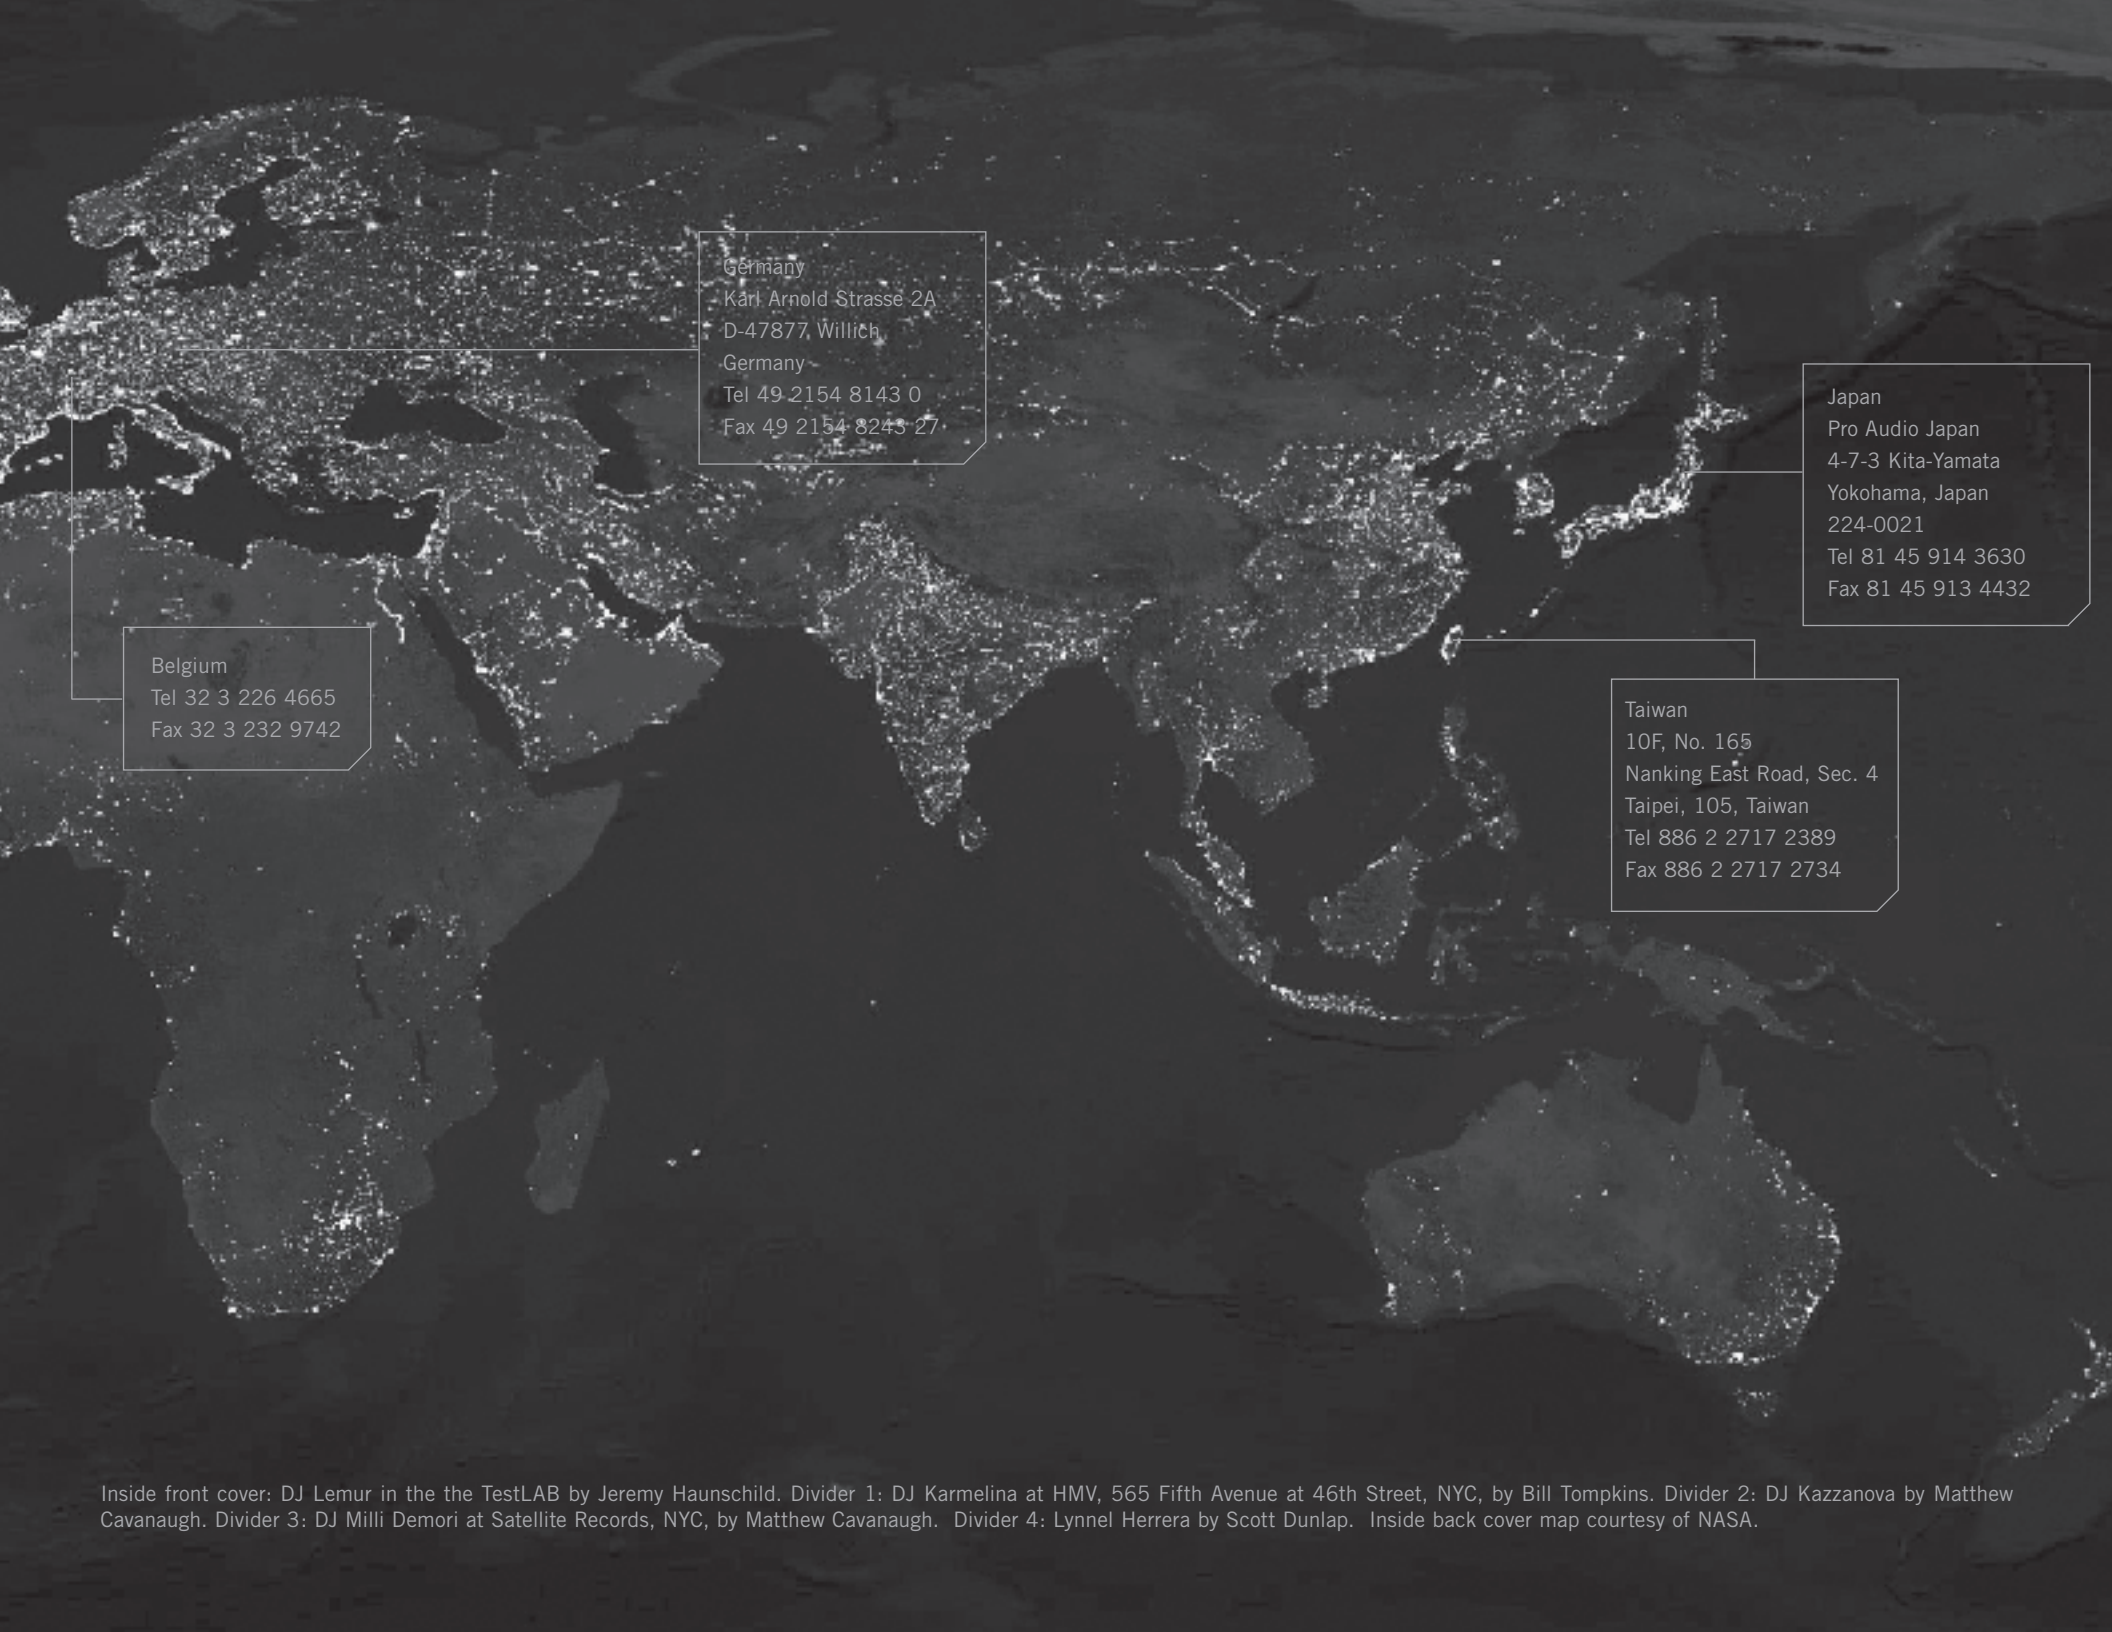 Germany
Karl Arnold Strasse 2A
D-47877, Willich
Germany
Tel 49 2154 8143 0
Fax 49 2154 8243 27
Japan
Pro Audio Japan
4-7-3 Kita-Yamata
Yokohama, Japan
224-0021
Tel 81 45 914 3630
Fax 81 45 913 4432
Belgium
Tel 32 3 226 4665
Fax 32 3 232 9742
Taiwan
10F, No. 165
Nanking East Road, Sec. 4
Taipei, 105, Taiwan
Tel 886 2 2717 2389
Fax 886 2 2717 2734
Inside front cover: DJ Lemur in the the TestLAB by Jeremy Haunschild. Divider 1: DJ Karmelina at HMV, 565 Fifth Avenue at 46th Street, NYC, by Bill Tompkins. Divider 2: DJ Kazzanova by Matthew
Cavanaugh. Divider 3: DJ Milli Demori at Satellite Records, NYC, by Matthew Cavanaugh.  Divider 4: Lynnel Herrera by Scott Dunlap.  Inside back cover map courtesy of NASA.